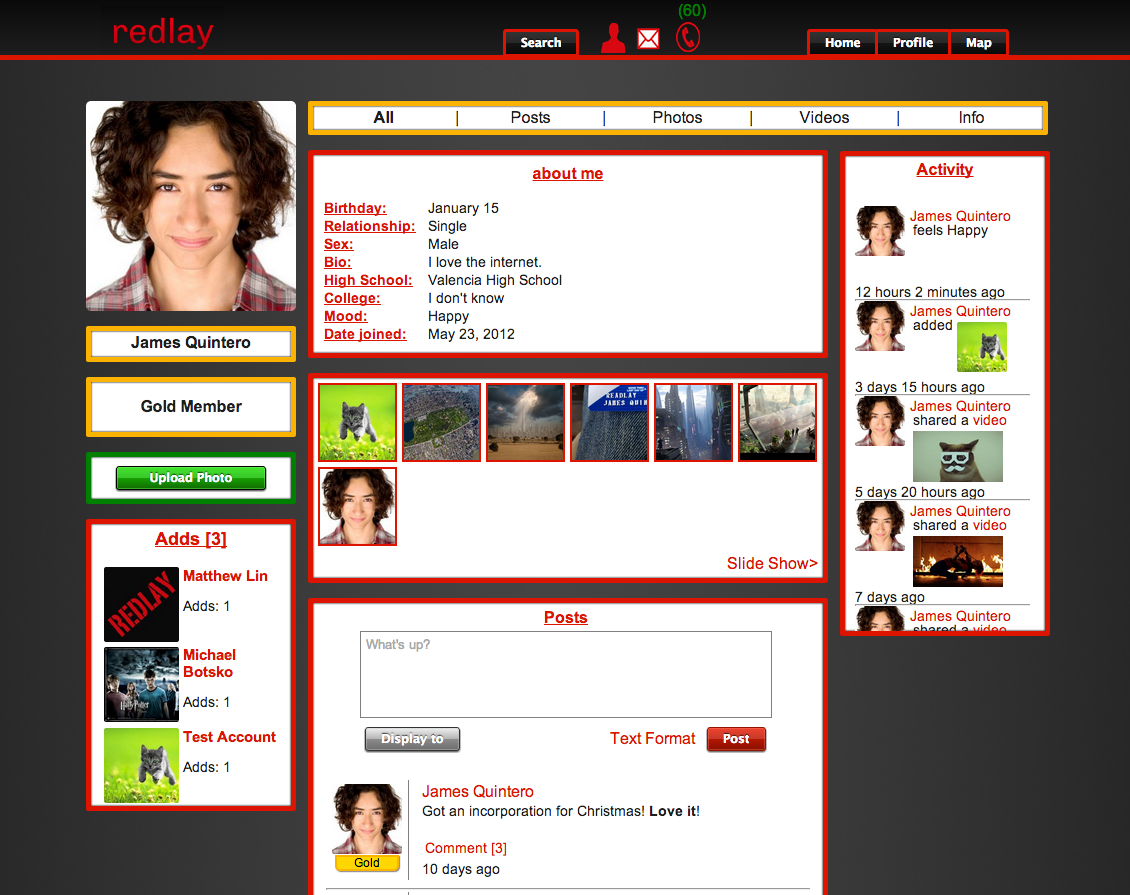 redlay
(60)
Search
Home
Profile
Map
All | Posts | Photos | Videos | Info
James Quintero
Gold Member
Upload Photo
Adds [3]
REDLAY
Matthew Lin
Adds: 1
Harry Potter
Michael
Botsko
Adds: 1
Test Account
Adds: 1
about me
Birthday: January 15
Relationship: Single
Sex: Male
Bio: I love the internet.
High School: Valencia High School
College: I don't know
Mood: Happy
Date joined: May 23, 2012
READLAY
JAMES QUIN
Slide Show>
Posts
What's up?
Display to
Text Format
Post
James Quintero
Got an incorporation for Christmas! Love it!
Comment [3]
Gold
10 days ago
Activity
James Quintero
feels Happy
12 hours 2 minutes ago
James Quintero
added
3 days 15 hours ago
James Quintero
shared a video
5 days 20 hours ago
James Quintero
shared a video
7 days ago
James Quintero
shared a video